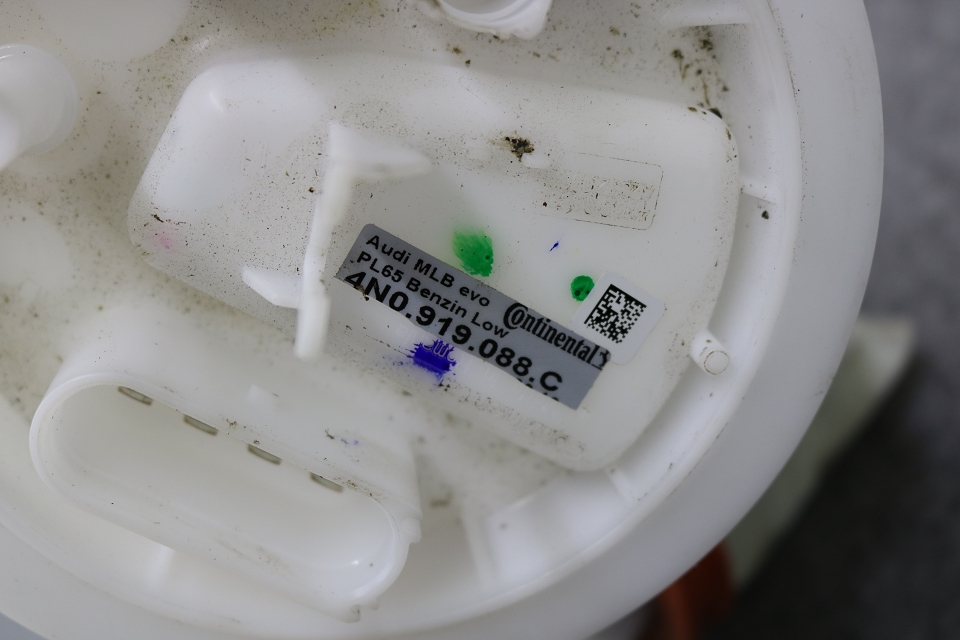 Audi MLB evo
PL65 Benzin Low
Continental
4N0.919.088.C